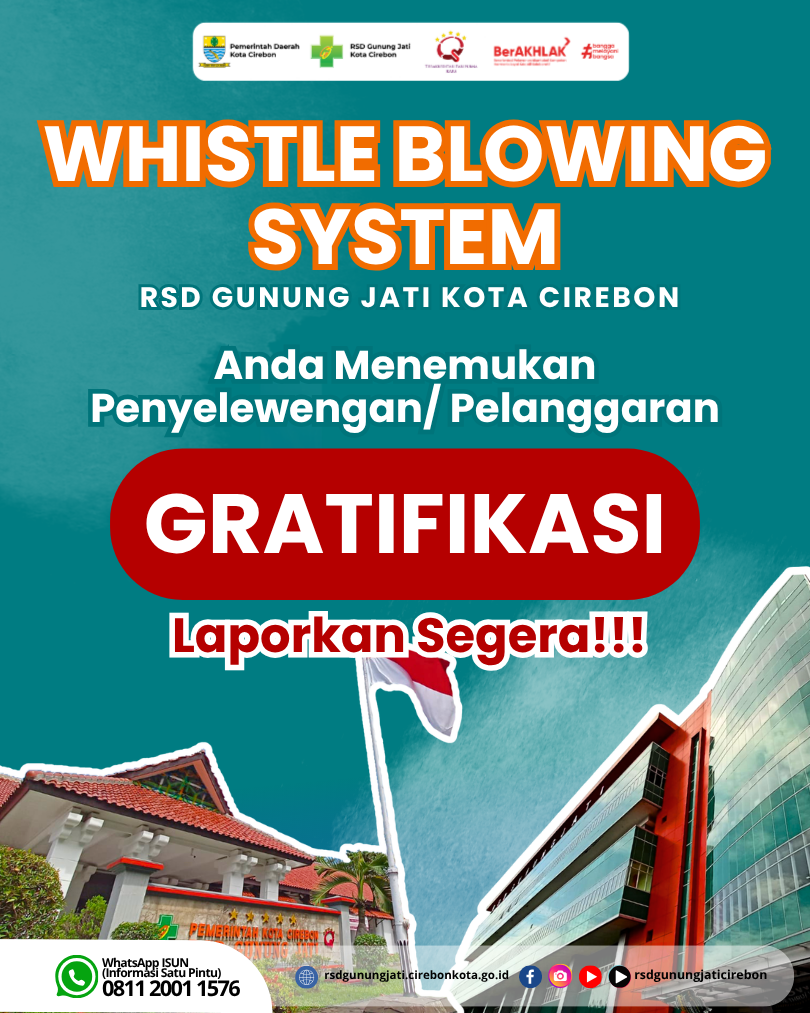 Pemerintah Daerah
Kota Cirebon
RSD Gunung Jati
Kota Cirebon
BerAKHLAK
bangga
melayani
bangsa
WHISTLE BLOWING
SYSTEM
RSD GUNUNG JATI KOTA CIREBON
Anda Menemukan
Penyelewengan/ Pelanggaran
GRATIFIKASI
Laporkan Segera!!!
PEMERINTAH KOTA CIREBON
GUNUNG JATI
WhatsApp ISUN
(Informasi Satu Pintu)
0811 2001 1576
rsdgunungjati.cirebonkota.go.id
rsdgunungjaticirebon